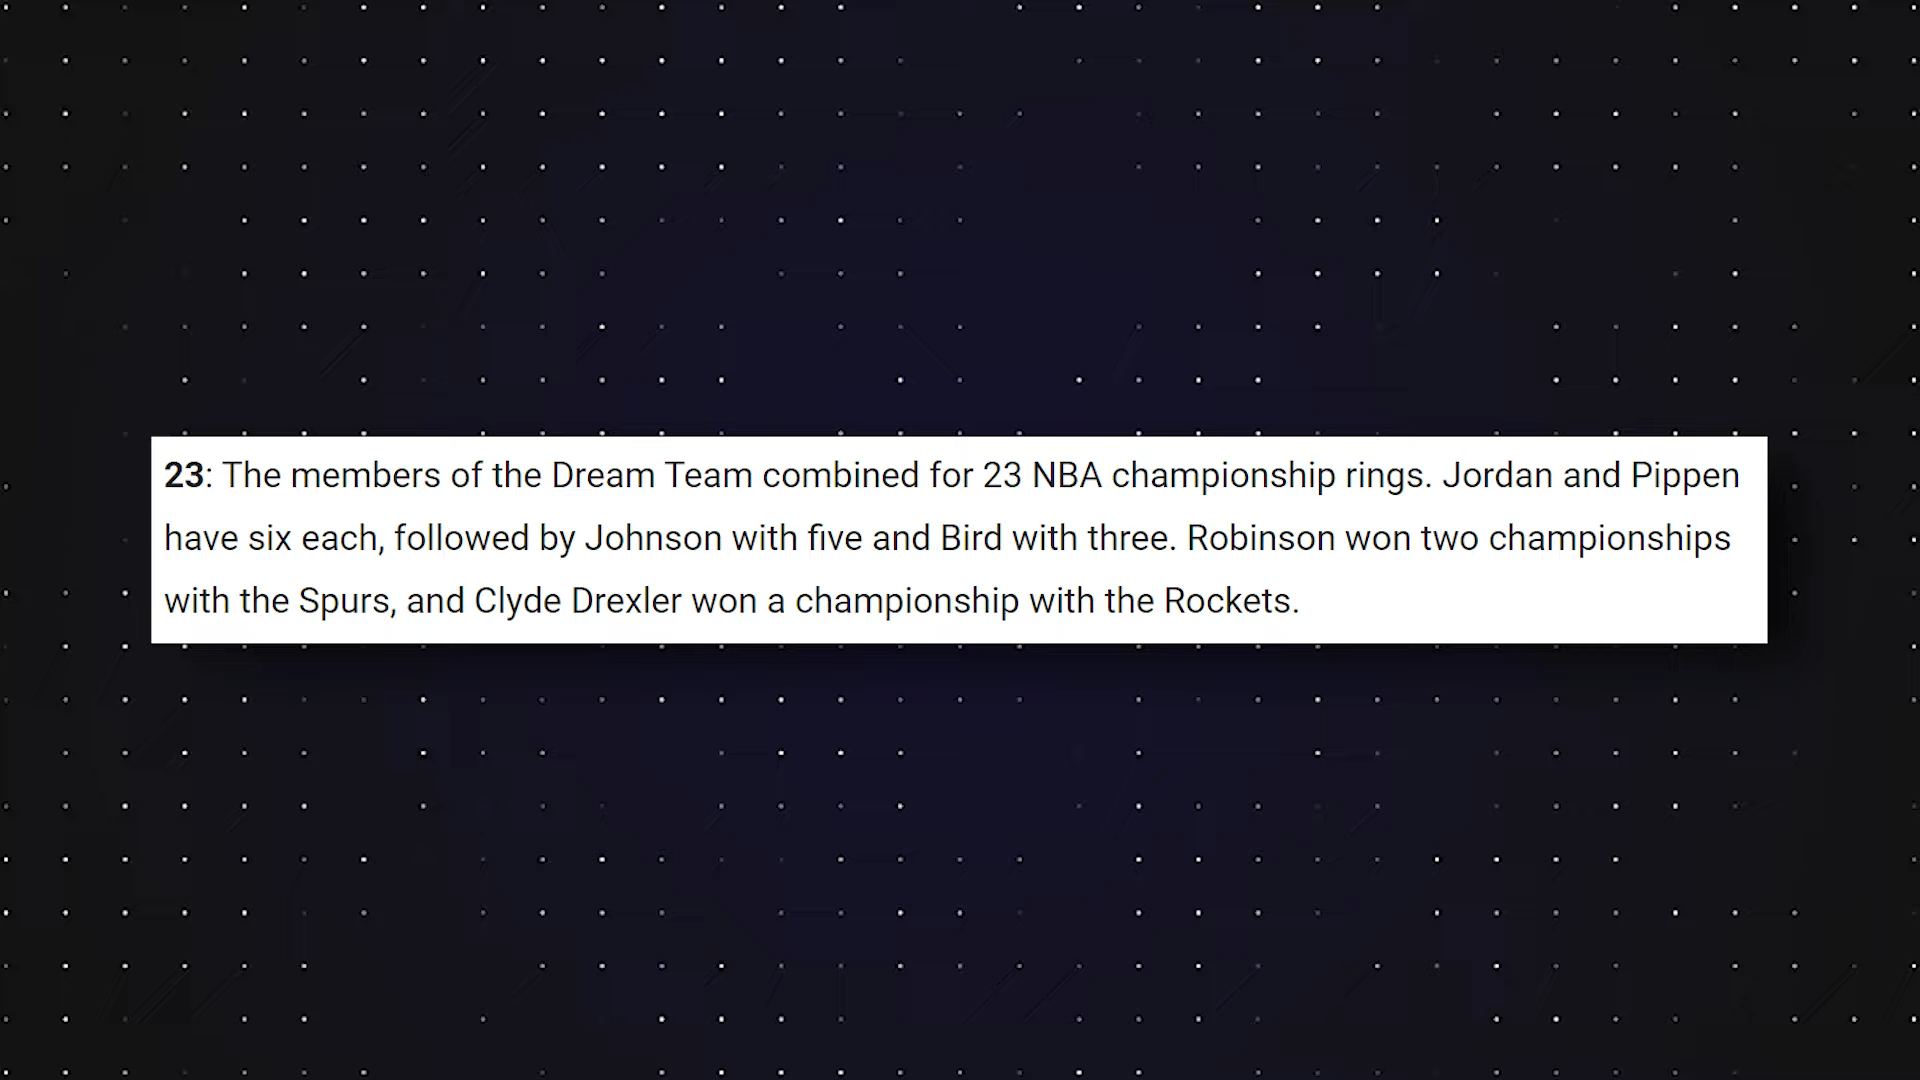 23: The members of the Dream Team combined for 23 NBA championship rings. Jordan and Pippen
have six each, followed by Johnson with five and Bird with three. Robinson won two championships
with the Spurs, and Clyde Drexler won a championship with the Rockets.